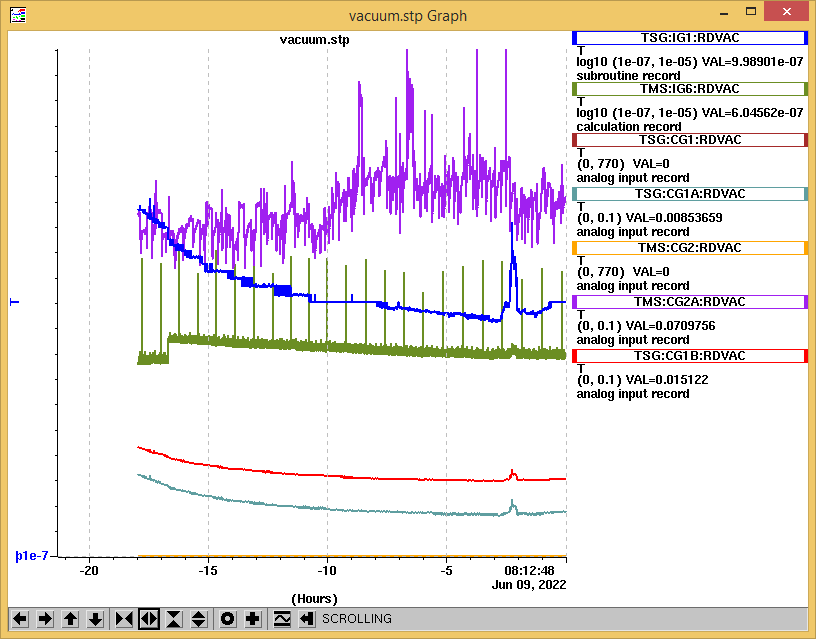 vacuum.stp Graph
vacuum.stp
TSG:IG1:RDVAC
T
log10 (1e-07, 1e-05) VAL=9.98901e-07
subroutine record
TMS:IG6:RDVAC
T
log10 (1e-07, 1e-05) VAL=6.04562e-07
calculation record
TSG:CG1:RDVAC
T
(0, 770) VAL=0
analog input record
TSG:CG1A:RDVAC
T
(0, 0.1) VAL=0.00853659
analog input record
TMS:CG2:RDVAC
T
(0, 770) VAL=0
analog input record
TMS:CG2A:RDVAC
T
(0, 0.1) VAL=0.0709756
analog input record
TSG:CG1B:RDVAC
T
(0, 0.1) VAL=0.015122
analog input record
T
1e-7
-20 -15 -10 -5 08:12:48
Jun 09, 2022
(Hours)
SCROLLING